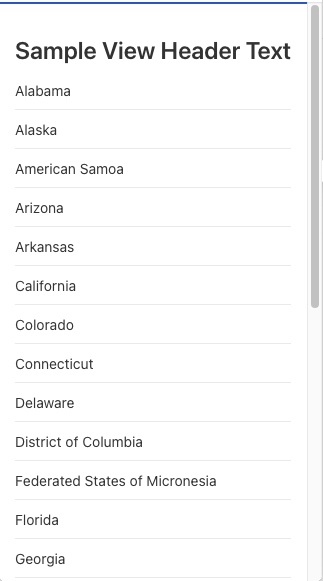 Sample View Header Text
Alabama
Alaska
American Samoa
Arizona
Arkansas
California
Colorado
Connecticut
Delaware
District of Columbia
Federated States of Micronesia
Florida
Georgia